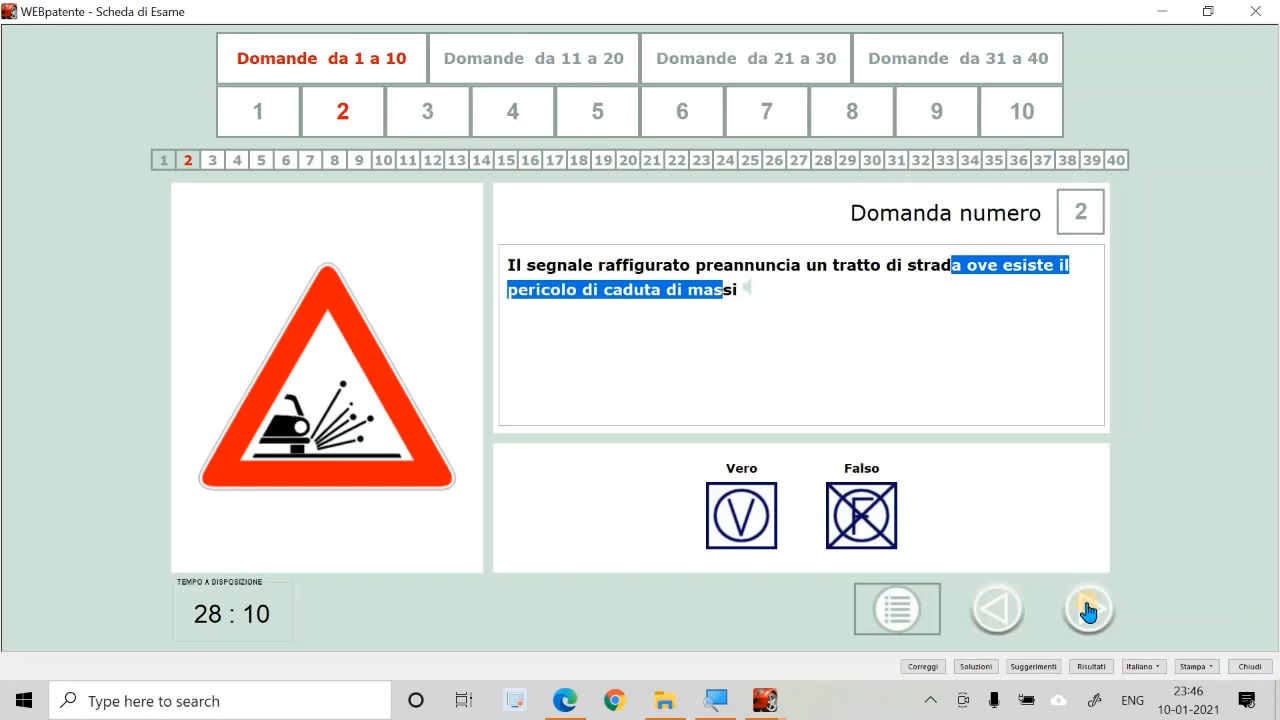 WEBpatente - Scheda di Esame
Domande da 1 a 10
Domande da 11 a 20
Domande da 21 a 30
Domande da 31 a 40
1 2 3 4 5 6 7 8 9 10
1 2 3 4 5 6 7 8 9 10 11 12 13 14 15 16 17 18 19 20 21 22 23 24 25 26 27 28 29 30 31 32 33 34 35 36 37 38 39 40
Domanda numero 2
Il segnale raffigurato preannuncia un tratto di strada ove esiste il
pericolo di caduta di massi
Vero Falso
V F
TEMPO A DISPOSIZIONE
28 : 10
Correggi Soluzioni Suggerimenti Risultati Italiano Stampa Chiudi
Type here to search
ENG
23:46
10-01-2021